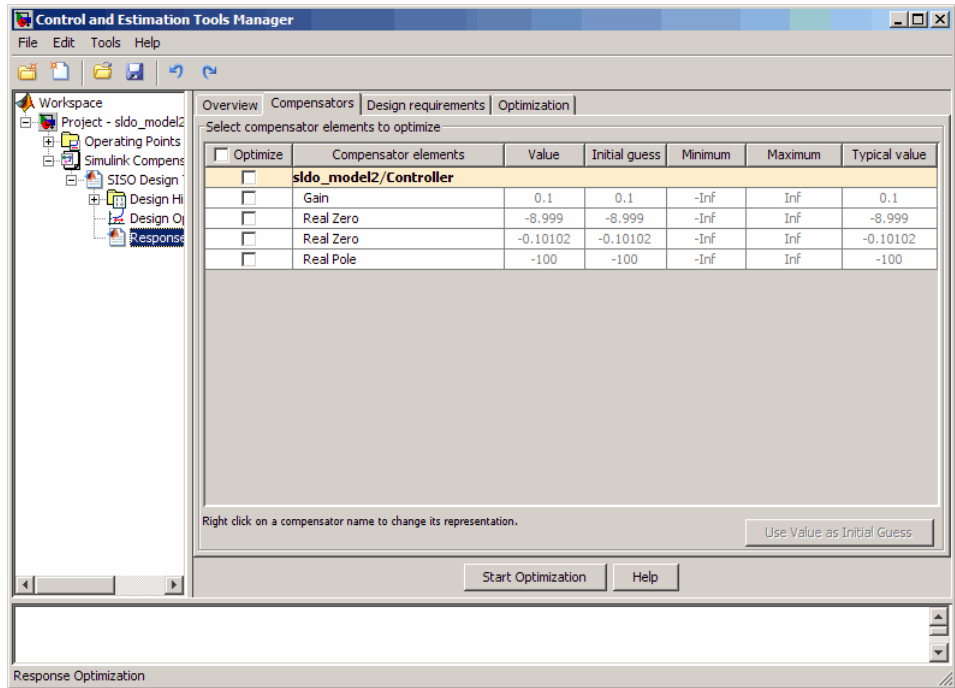 Control and Estimation Tools Manager
File Edit Tools Help
Workspace
Project - sldo_model2
Operating Points
Simulink Compens
SISO Design
Design Hi
Design Op
Response
Overview Compensators Design requirements Optimization
Select compensator elements to optimize
Optimize Compensator elements Value Initial guess Minimum Maximum Typical value
sldo_model2/Controller
Gain 0.1 0.1 -Inf Inf 0.1
Real Zero -8.999 -8.999 -Inf Inf -8.999
Real Zero -0.10102 -0.10102 -Inf Inf -0.10102
Real Pole -100 -100 -Inf Inf -100
Right click on a compensator name to change its representation.
Use Value as Initial Guess
Start Optimization Help
Response Optimization